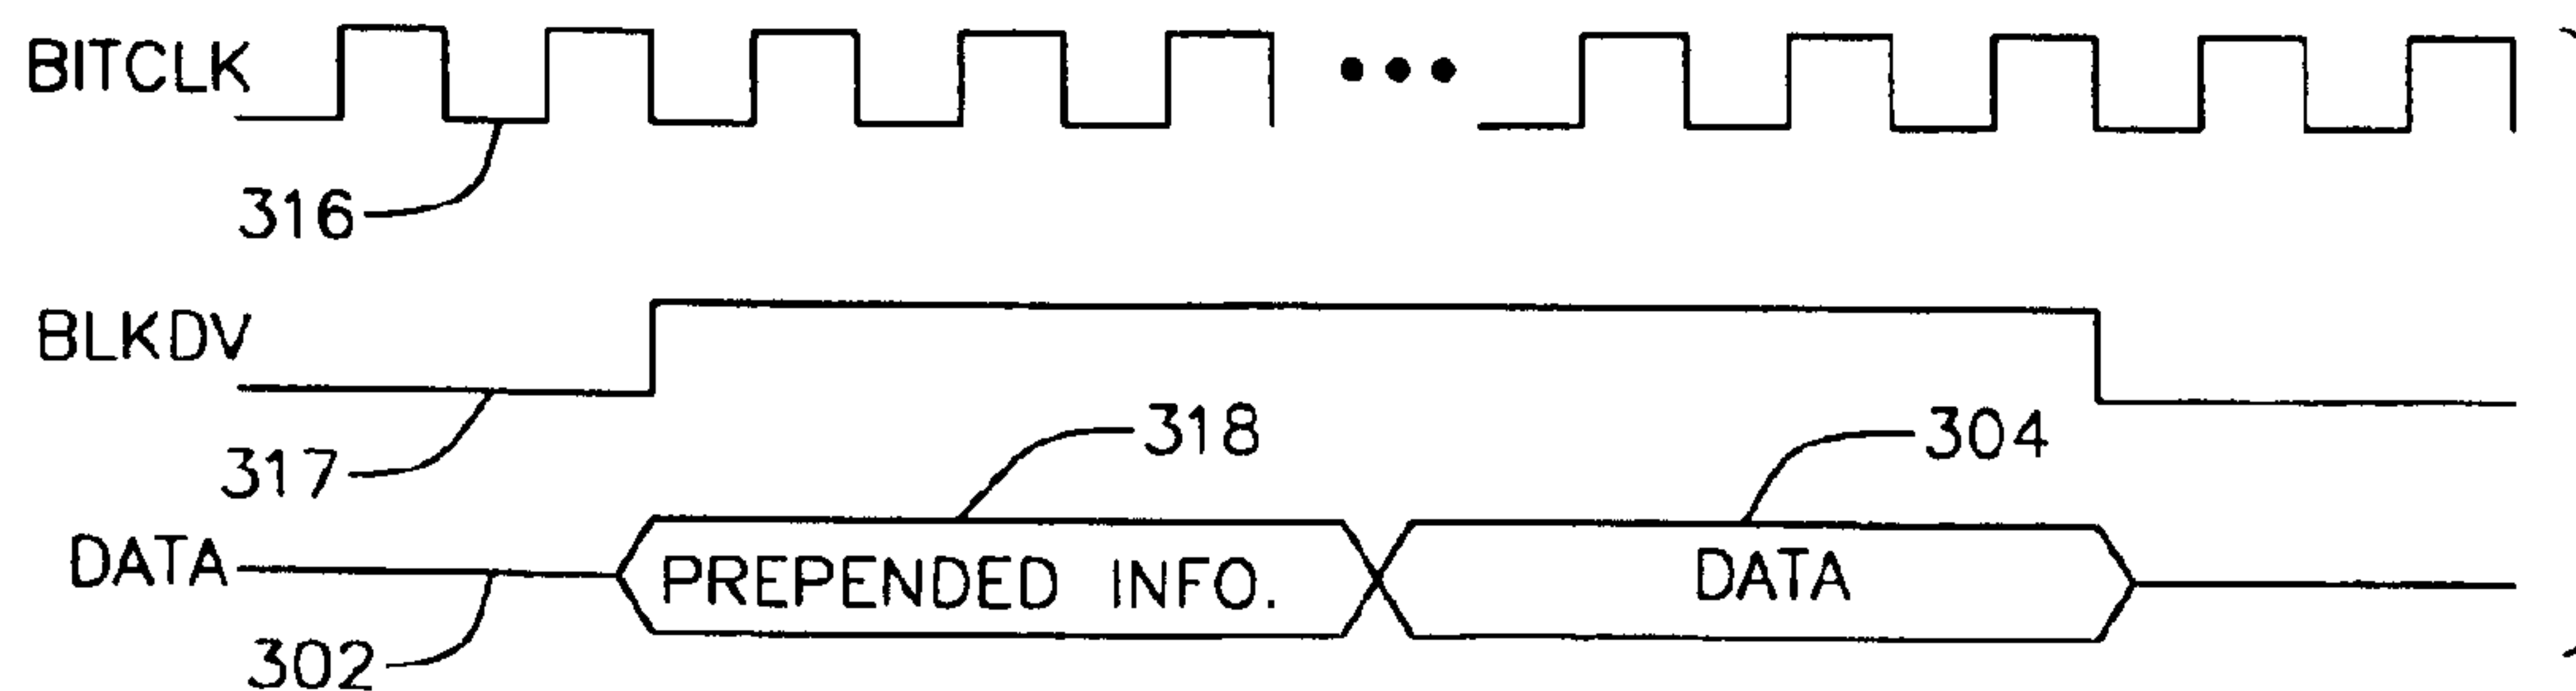 BITCLK
316
BLKDV
317
318
304
DATA
PREPENDED INFO.
DATA
302